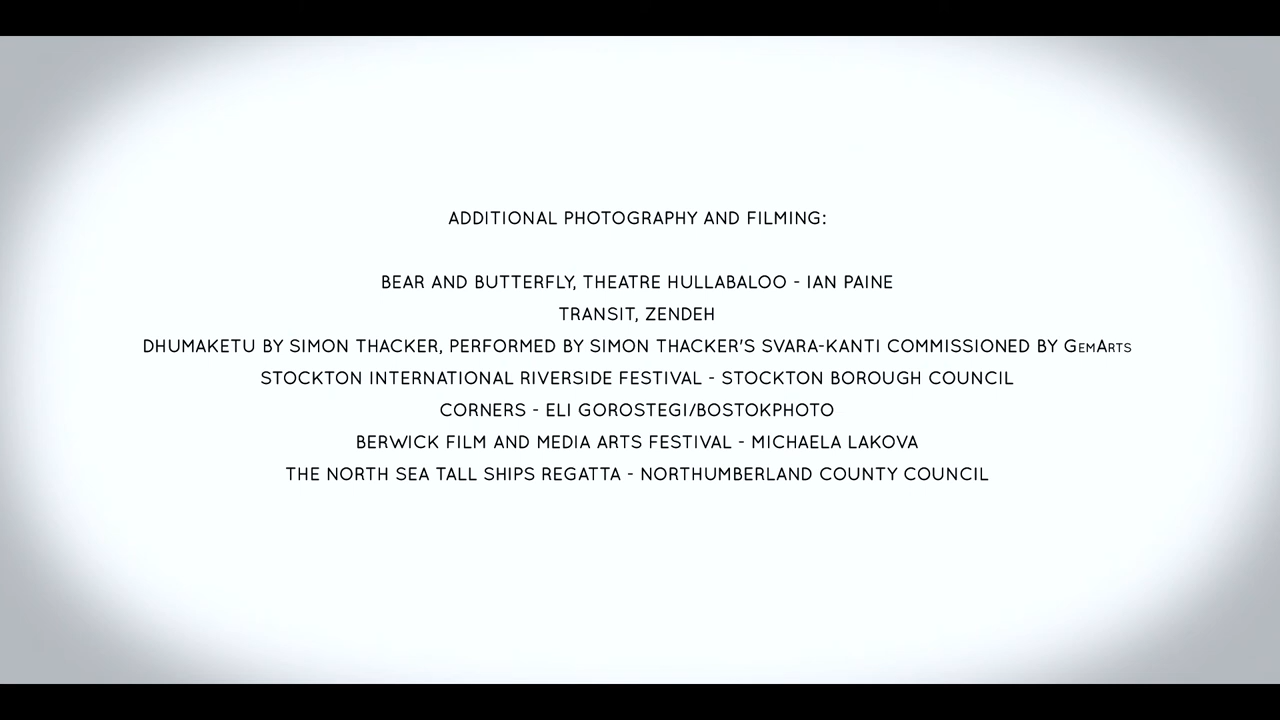 ADDITIONAL PHOTOGRAPHY AND FILMING:
BEAR AND BUTTERFLY, THEATRE HULLABALOO - IAN PAINE
TRANSIT, ZENDEH
DHUMAKETU BY SIMON THACKER, PERFORMED BY SIMON THACKER'S SVARA-KANTI COMMISSIONED BY GEMARTS
STOCKTON INTERNATIONAL RIVERSIDE FESTIVAL - STOCKTON BOROUGH COUNCIL
CORNERS - ELI GOROSTEGI/BOSTOKPHOTO
BERWICK FILM AND MEDIA ARTS FESTIVAL - MICHAELA LAKOVA
THE NORTH SEA TALL SHIPS REGATTA - NORTHUMBERLAND COUNTY COUNCIL